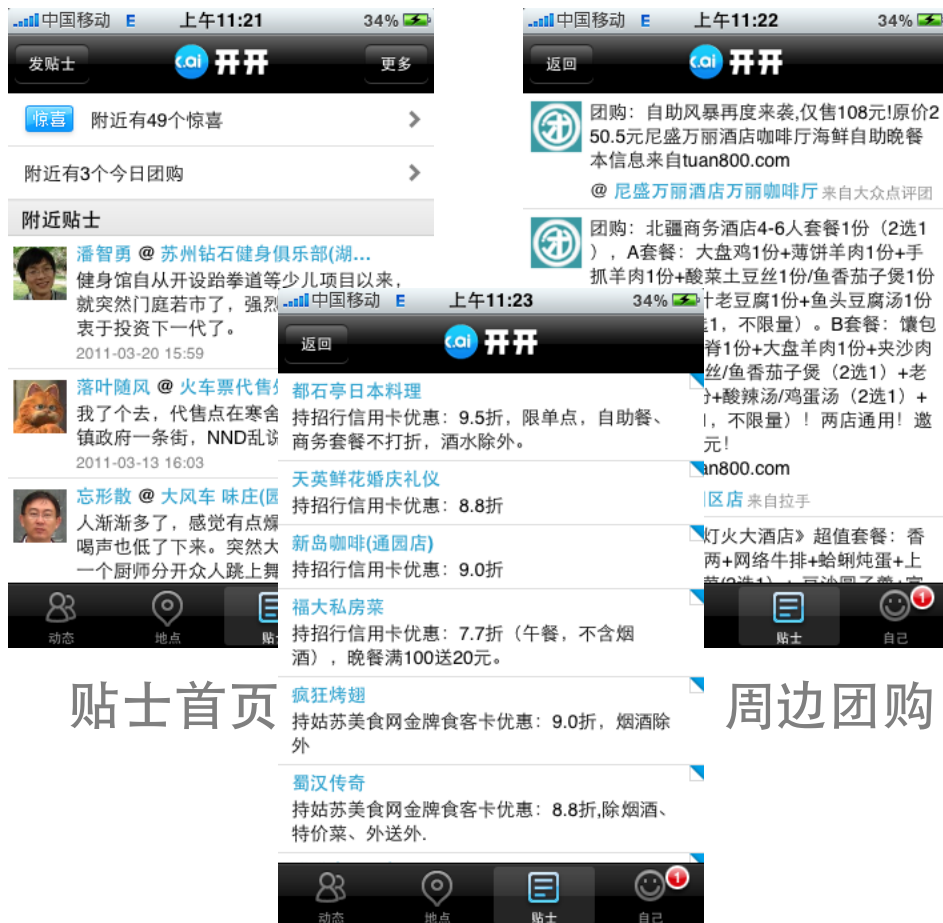 中国移动 E 上午11:21 34%
发贴士 k.ai 开开 更多
惊喜 附近有49个惊喜
附近有3个今日团购
附近贴士
潘智勇 @ 苏州钻石健身俱乐部(湖...
健身馆自从开设跆拳道等少儿项目以来,
就突然门庭若市了，强烈
衷于投资下一代了。
2011-03-20 15:59
落叶随风 @ 火车票代售
我了个去，代售点在寒舍
镇政府一条街，NND乱说
2011-03-13 16:03
忘形散 @ 大风车 味庄(园
人渐渐多了，感觉有点燥
喝声也低了下来。突然大
一个厨师分开众人跳上舞
动态 地点 贴士
贴士首页
中国移动 E 上午11:23 34%
返回 k.ai 开开
都石亭日本料理
持招行信用卡优惠：9.5折，限单点，自助餐、
商务套餐不打折，酒水除外。
天英鲜花婚庆礼仪
持招行信用卡优惠：8.8折
新岛咖啡(通园店)
持招行信用卡优惠：9.0折
福大私房菜
持招行信用卡优惠：7.7折（午餐，不含烟
酒），晚餐满100送20元。
疯狂烤翅
持姑苏美食网金牌食客卡优惠：9.0折，烟酒除
外
蜀汉传奇
持姑苏美食网金牌食客卡优惠：8.8折,除烟酒、
特价菜、外送外.
动态 地点 贴士 自己 1
中国移动 E 上午11:22 34%
返回 k.ai 开开
团购：自助风暴再度来袭,仅售108元!原价2
50.5元尼盛万丽酒店咖啡厅海鲜自助晚餐
本信息来自tuan800.com
@ 尼盛万丽酒店万丽咖啡厅 来自大众点评团
团购：北疆商务酒店4-6人套餐1份（2选1
），A套餐：大盘鸡1份+薄饼羊肉1份+手
抓羊肉1份+酸菜土豆丝1份/鱼香茄子煲1份
老豆腐1份+鱼头豆腐汤1份
1，不限量）。B套餐：馕包
脊1份+大盘羊肉1份+夹沙肉
丝/鱼香茄子煲（2选1）+老
+酸辣汤/鸡蛋汤（2选1）+
，不限量）！两店通用！邀
元！
an800.com
区店 来自拉手
灯火大酒店》超值套餐：香
两+网络牛排+蛤蜊炖蛋+上
贴士 自己 1
周边团购